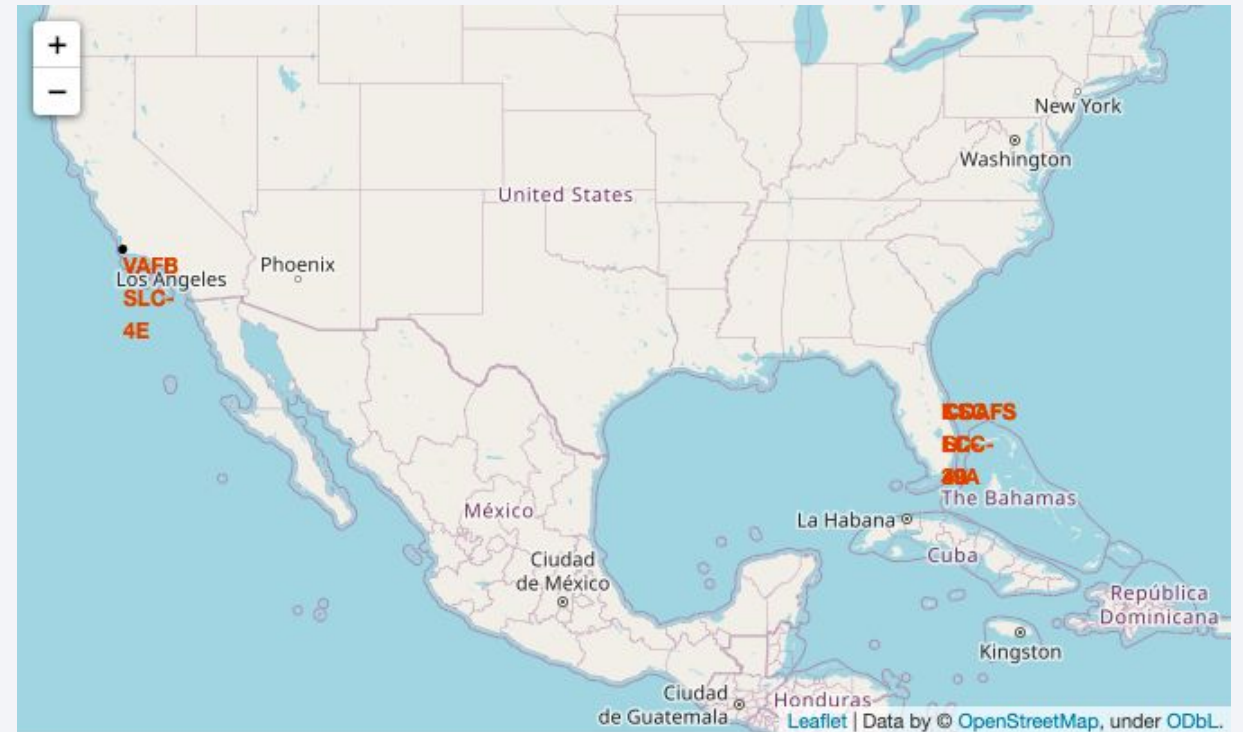 +
−
New York
Washington
United States
VAFB
Los Angeles
Phoenix
SLC-
4E
The Bahamas
México
La Habana
Cuba
Ciudad
de México
República
Dominicana
Kingston
Ciudad
de Guatemala
Honduras
Leaflet | Data by © OpenStreetMap, under ODbL.